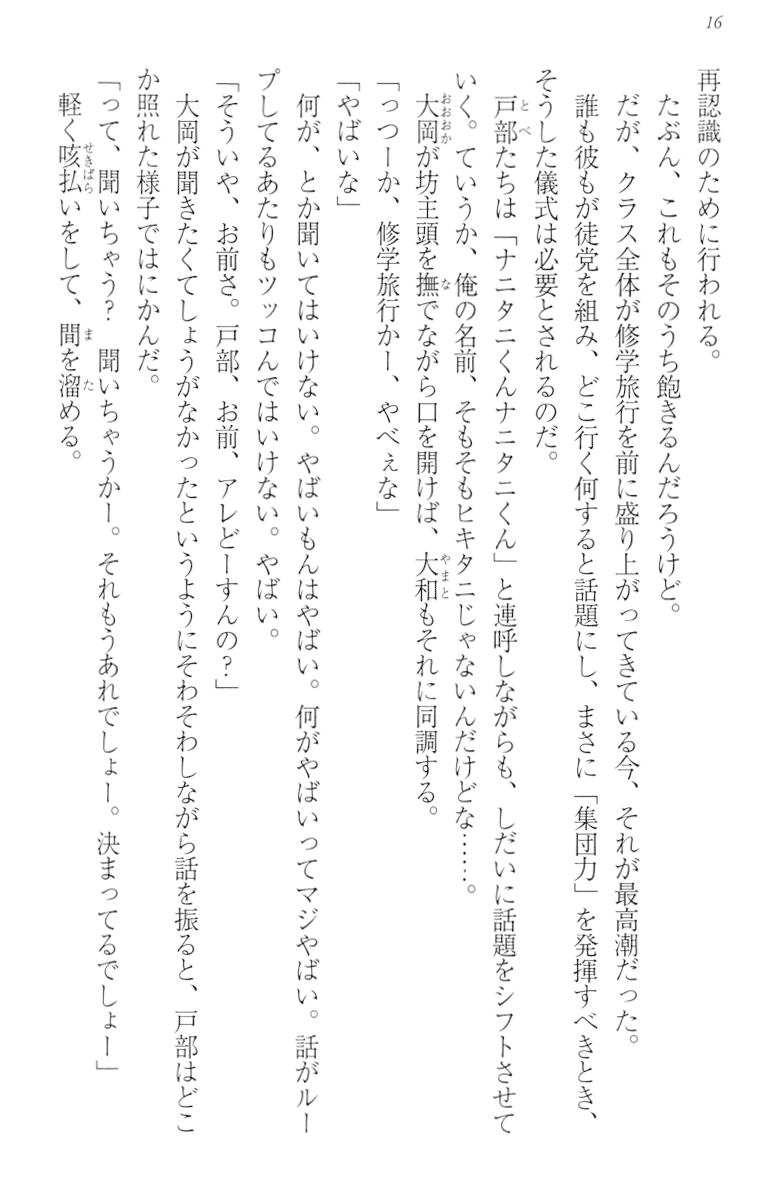 16
再認識のために行われる。
　たぶん、これもそのうち飽きるんだろうけど。
　だが、クラス全体が修学旅行を前に盛り上がってきている今、それが最高潮だった。
　誰も彼もが徒党を組み、どこ行く何すると話題にし、まさに「集団力」を発揮すべきとき、
そうした儀式は必要とされるのだ。
　戸部たちは「ナニタニくんナニタニくん」と連呼しながらも、しだいに話題をシフトさせて
いく。ていうか、俺の名前、そもそもヒキタニじゃないんだけどな……。
　大岡が坊主頭を撫でながら口を開けば、大和もそれに同調する。
「っつーか、修学旅行かー、やべぇな」
「やばいな」
　何が、とか聞いてはいけない。やばいもんはやばい。何がやばいってマジやばい。話がルー
プしてるあたりもツッコんではいけない。やばい。
「そういや、お前さ。戸部、お前、アレどーすんの？」
　大岡が聞きたくてしょうがなかったというようにそわそわしながら話を振ると、戸部はどこ
か照れた様子ではにかんだ。
「って、聞いちゃう？　聞いちゃうかー。それもうあれでしょー。決まってるでしょー」
　軽く咳払いをして、間を溜める。